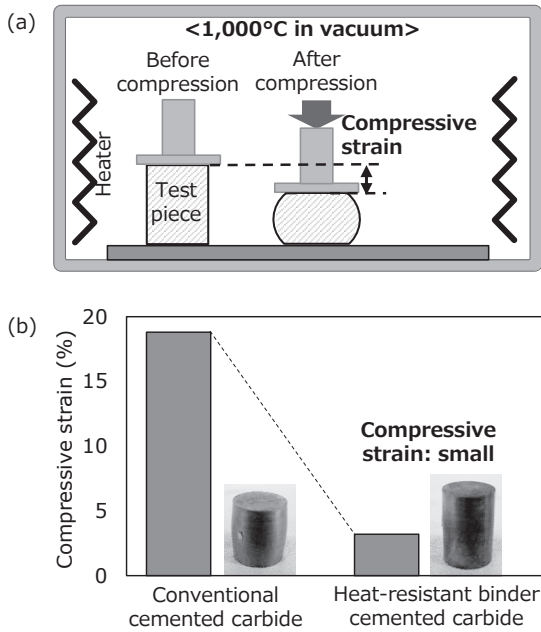 (a)
<1,000°C in vacuum>
Before
compression
After
compression
Compressive
strain
Heater
Test
piece
(b)
Compressive strain (%)
20
15
10
5
0
Compressive
strain: small
Conventional
cemented carbide
Heat-resistant binder
cemented carbide